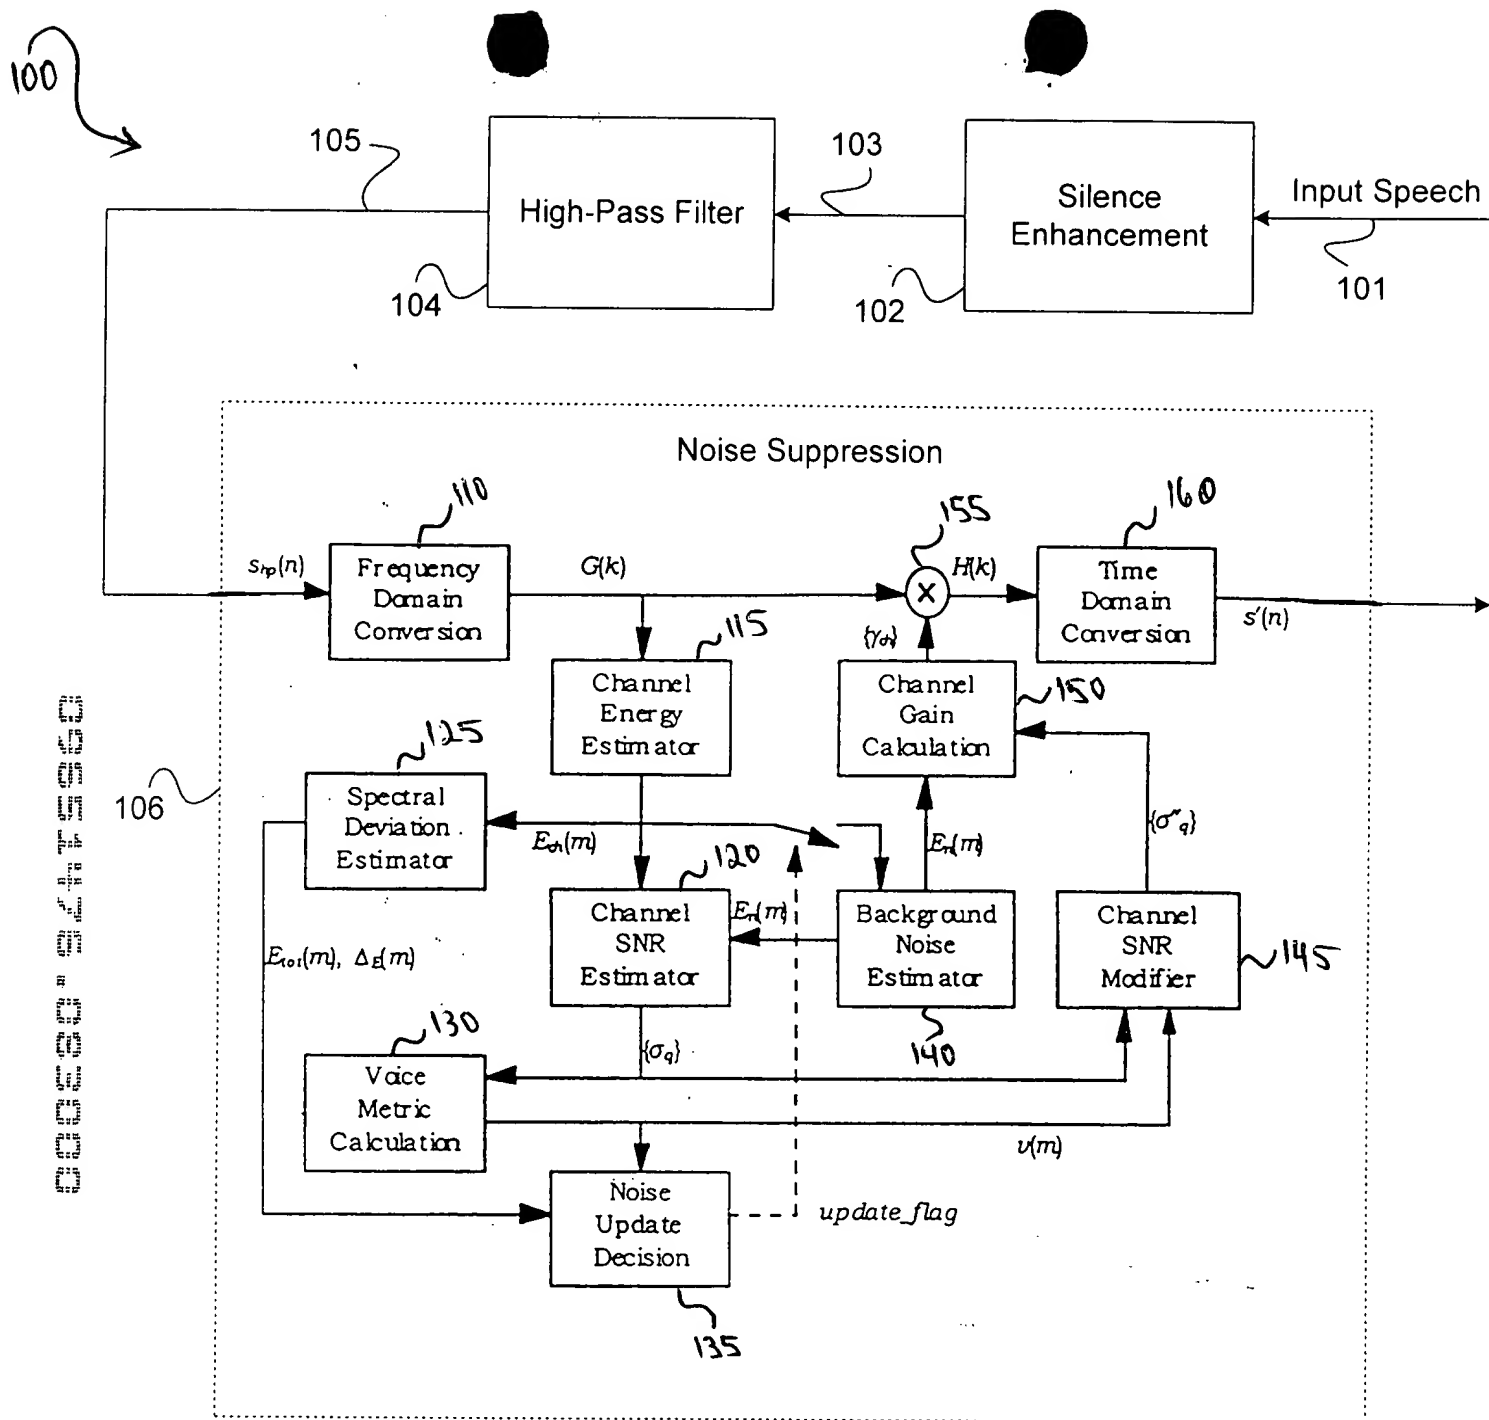 100
105
High-Pass Filter
103
Silence
Enhancement
Input Speech
104
102
101
Noise Suppression
110
155
160
s_hp(n)
Frequency
Domain
Conversion
G(k)
H(k)
Time
Domain
Conversion
s'(n)
115
{γ_ch}
Channel
Energy
Estimator
Channel
Gain
Calculation
150
125
106
Spectral
Deviation
Estimator
E_ch(m)
E_n(m)
{σ"_q}
120
Channel
SNR
Estimator
E_n(m)
Background
Noise
Estimator
Channel
SNR
Modifier
145
E_tot(m), Δ_E(m)
130
{σ_q}
140
Voice
Metric
Calculation
υ(m)
Noise
Update
Decision
update_flag
135